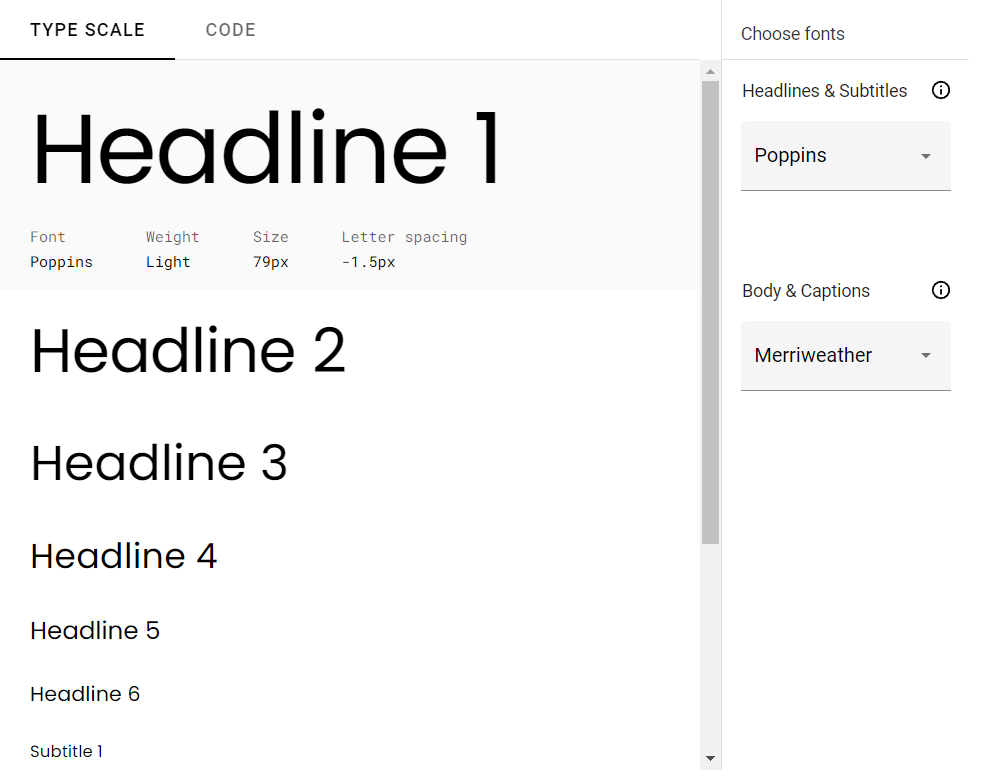 TYPE SCALE CODE
Headline 1
Font Weight Size Letter spacing
Poppins Light 79px -1.5px
Headline 2
Headline 3
Headline 4
Headline 5
Headline 6
Subtitle 1
Choose fonts
Headlines & Subtitles
Poppins
Body & Captions
Merriweather